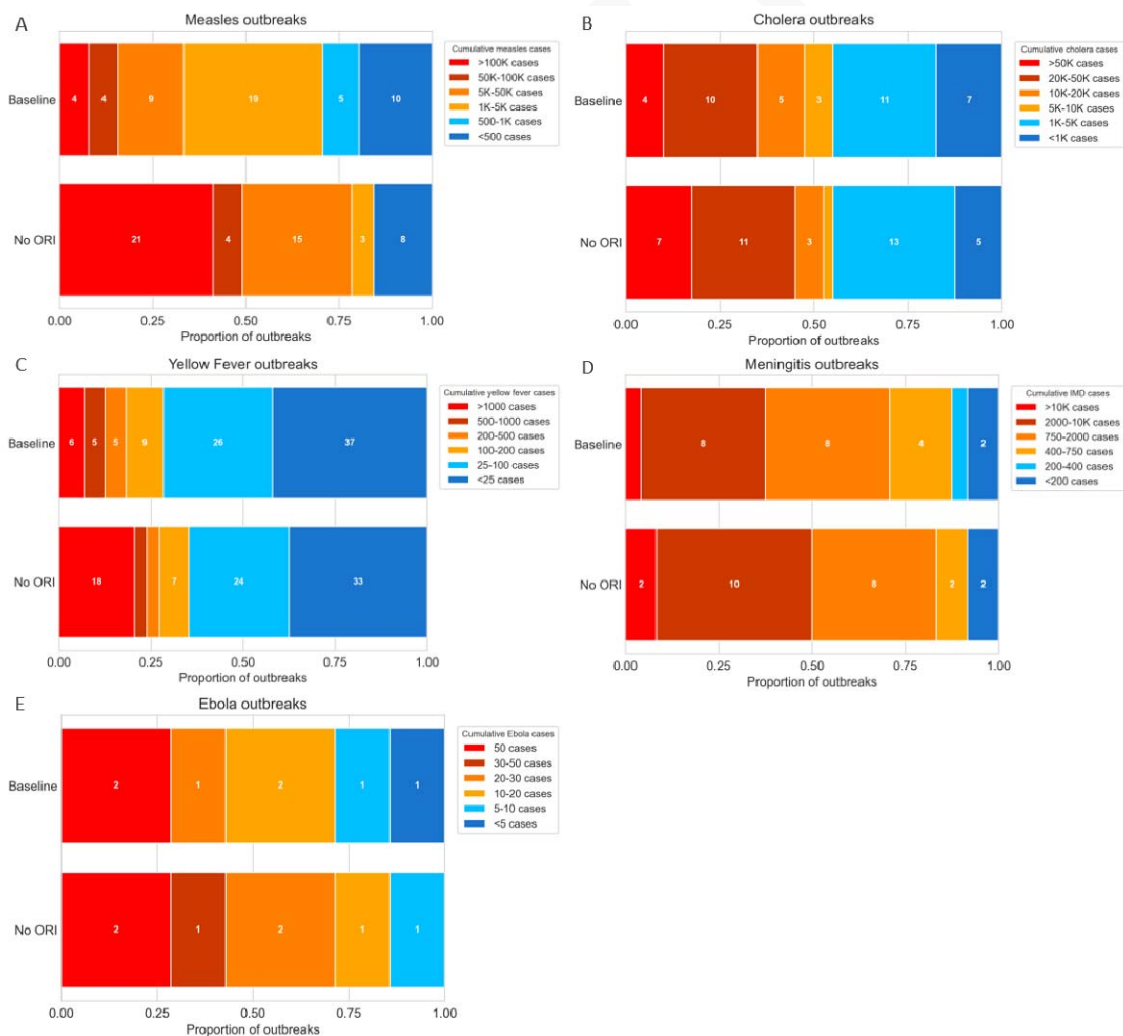 A
Measles outbreaks
Cumulative measles cases
>100K cases
50K-100K cases
5K-50K cases
1K-5K cases
500-1K cases
<500 cases
Baseline
4 4 9 19 5 10
No ORI
21 4 15 3 8
0.00 0.25 0.50 0.75 1.00
Proportion of outbreaks
B
Cholera outbreaks
Cumulative cholera cases
>50K cases
20K-50K cases
10K-20K cases
5K-10K cases
1K-5K cases
<1K cases
Baseline
4 10 5 3 11 7
No ORI
7 11 3 13 5
0.00 0.25 0.50 0.75 1.00
Proportion of outbreaks
C
Yellow Fever outbreaks
Cumulative yellow fever cases
>1000 cases
500-1000 cases
200-500 cases
100-200 cases
25-100 cases
<25 cases
Baseline
6 5 5 9 26 37
No ORI
18 7 24 33
0.00 0.25 0.50 0.75 1.00
Proportion of outbreaks
D
Meningitis outbreaks
Cumulative IMD cases
>10K cases
2000-10K cases
750-2000 cases
400-750 cases
200-400 cases
<200 cases
Baseline
8 8 4 2
No ORI
2 10 8 2 2
0.00 0.25 0.50 0.75 1.00
Proportion of outbreaks
E
Ebola outbreaks
Cumulative Ebola cases
50 cases
30-50 cases
20-30 cases
10-20 cases
5-10 cases
<5 cases
Baseline
2 1 2 1 1
No ORI
2 1 2 1 1
0.00 0.25 0.50 0.75 1.00
Proportion of outbreaks